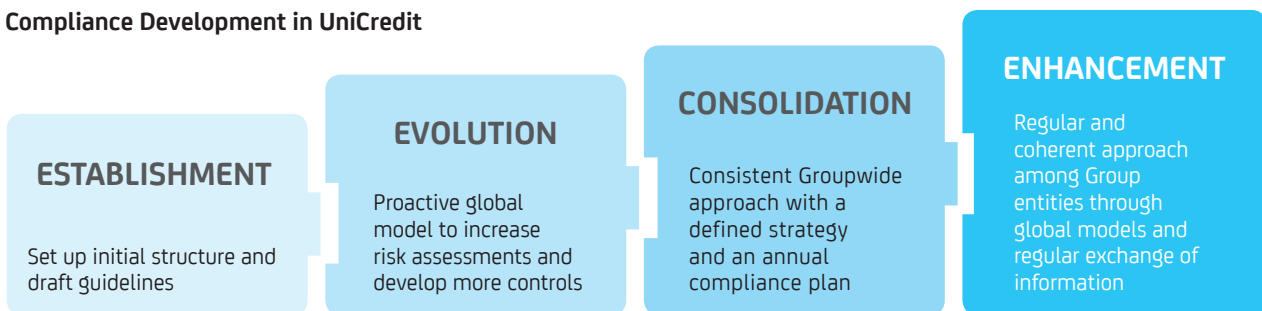 Compliance Development in UniCredit
ESTABLISHMENT
Set up initial structure and
draft guidelines
EVOLUTION
Proactive global
model to increase
risk assessments and
develop more controls
CONSOLIDATION
Consistent Groupwide
approach with a
defined strategy
and an annual
compliance plan
ENHANCEMENT
Regular and
coherent approach
among Group
entities through
global models and
regular exchange of
information